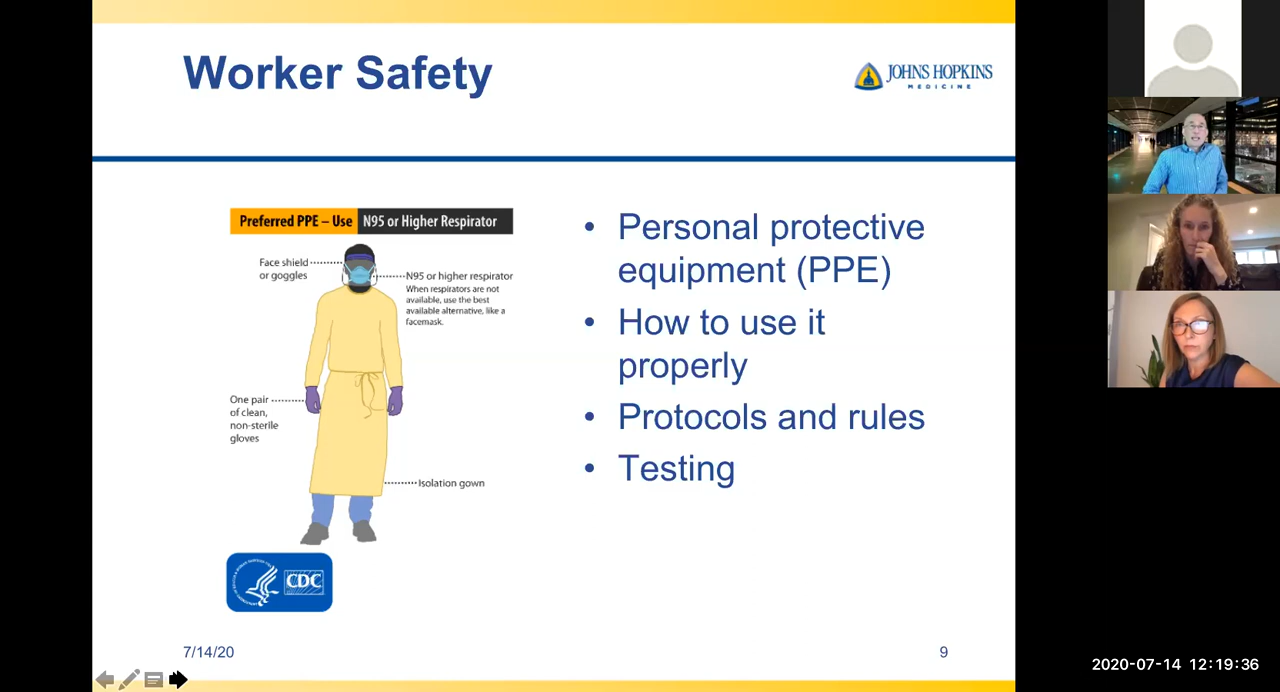 Worker Safety
JOHNS HOPKINS
MEDICINE
Preferred PPE – Use N95 or Higher Respirator
Face shield
or goggles
N95 or higher respirator
When respirators are not
available, use the best
available alternative, like a
facemask.
One pair
of clean,
non-sterile
gloves
Isolation gown
CDC
• Personal protective
equipment (PPE)
• How to use it
properly
• Protocols and rules
• Testing
7/14/20
9
2020-07-14 12:19:36